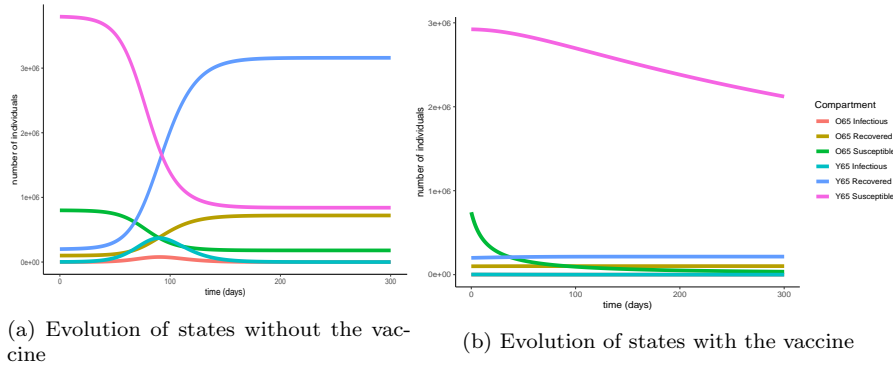 3e+06
2e+06
1e+06
0e+00
number of individuals
0
100
200
300
time (days)
(a) Evolution of states without the vac-
cine
3e+06
2e+06
1e+06
0e+00
number of individuals
0
100
200
300
time (days)
Compartment
O65 Infectious
O65 Recovered
O65 Susceptible
Y65 Infectious
Y65 Recovered
Y65 Susceptible
(b) Evolution of states with the vaccine